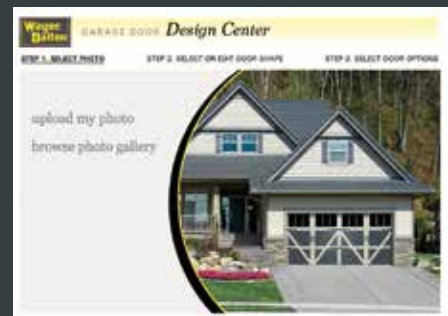 Wayne
Dalton
GARAGE DOOR Design Center
STEP 1. SELECT PHOTO
STEP 2. SELECT OR EDIT DOOR SHAPE
STEP 3. SELECT DOOR OPTIONS
upload my photo
browse photo gallery